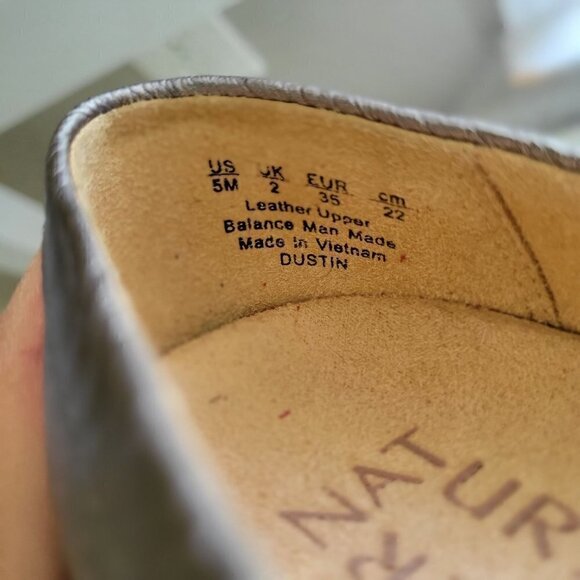 US UK EUR cm
5M 2 35 22
Leather Upper
Balance Man Made
Made In Vietnam
DUSTIN
NATUR